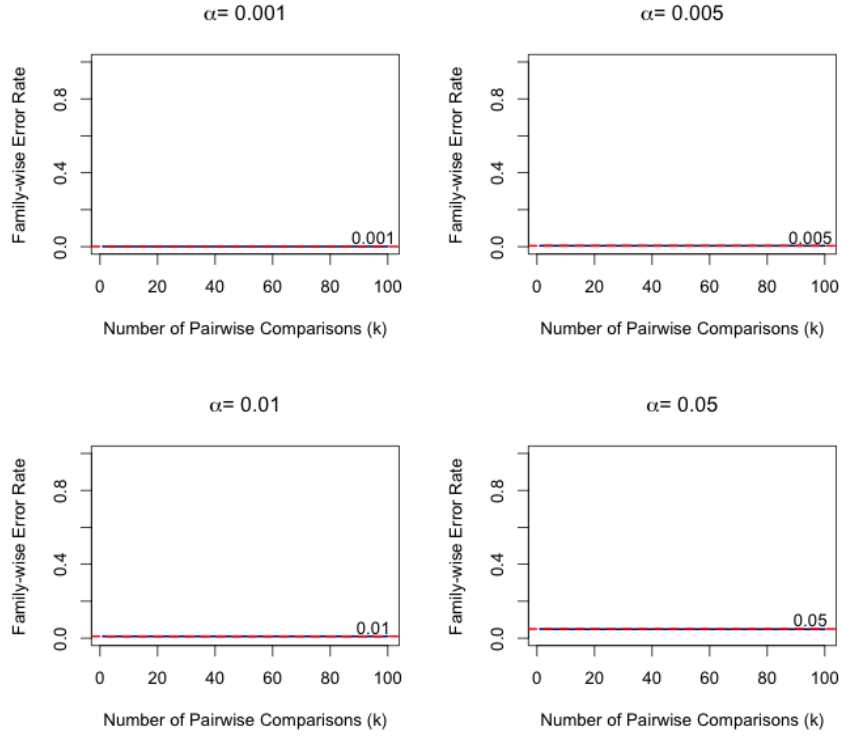 α= 0.001
α= 0.005
Family-wise Error Rate
0.8
0.4
0.0
0.001
0 20 40 60 80 100
Number of Pairwise Comparisons (k)
Family-wise Error Rate
0.8
0.4
0.0
0.005
0 20 40 60 80 100
Number of Pairwise Comparisons (k)
α= 0.01
α= 0.05
Family-wise Error Rate
0.8
0.4
0.0
0.01
0 20 40 60 80 100
Number of Pairwise Comparisons (k)
Family-wise Error Rate
0.8
0.4
0.0
0.05
0 20 40 60 80 100
Number of Pairwise Comparisons (k)